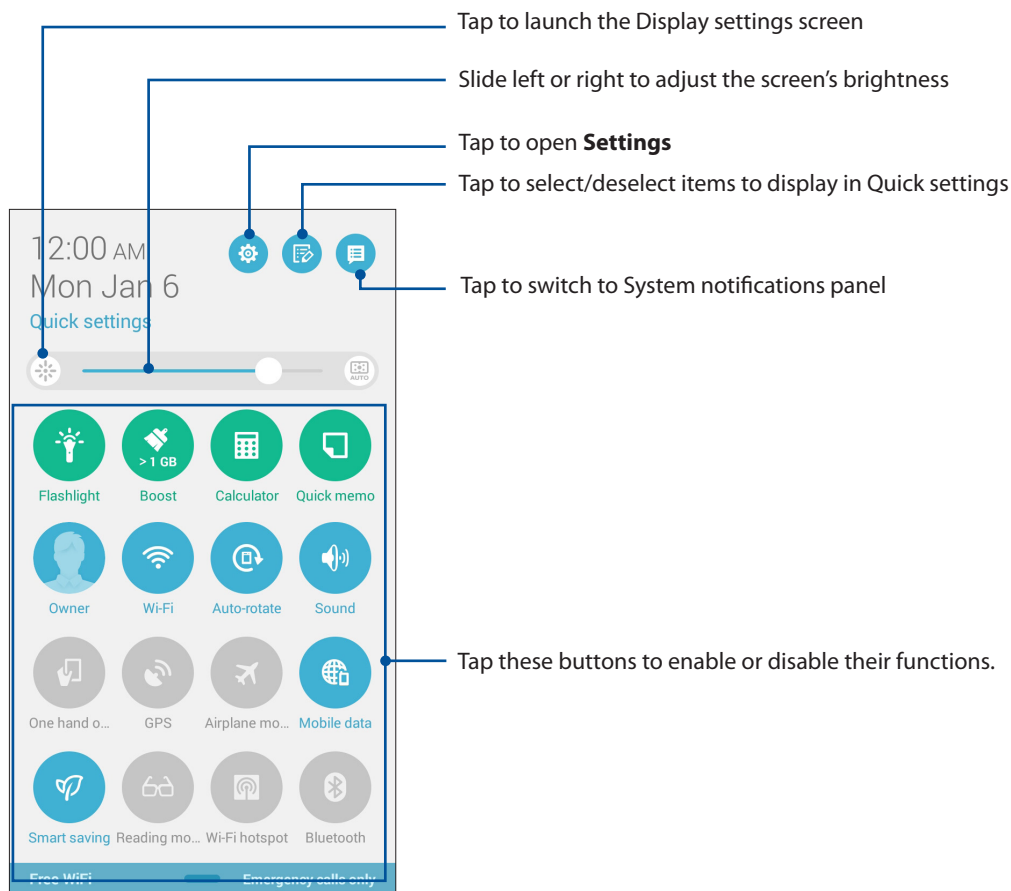 Tap to launch the Display settings screen
Slide left or right to adjust the screen's brightness
Tap to open Settings
Tap to select/deselect items to display in Quick settings
12:00 AM
Mon Jan 6
Quick settings
Tap to switch to System notifications panel
AUTO
> 1 GB
Flashlight Boost Calculator Quick memo
Owner Wi-Fi Auto-rotate Sound
Tap these buttons to enable or disable their functions.
One hand o... GPS Airplane mo... Mobile data
Smart saving Reading mo... Wi-Fi hotspot Bluetooth
Free WiFi Emergency calls only